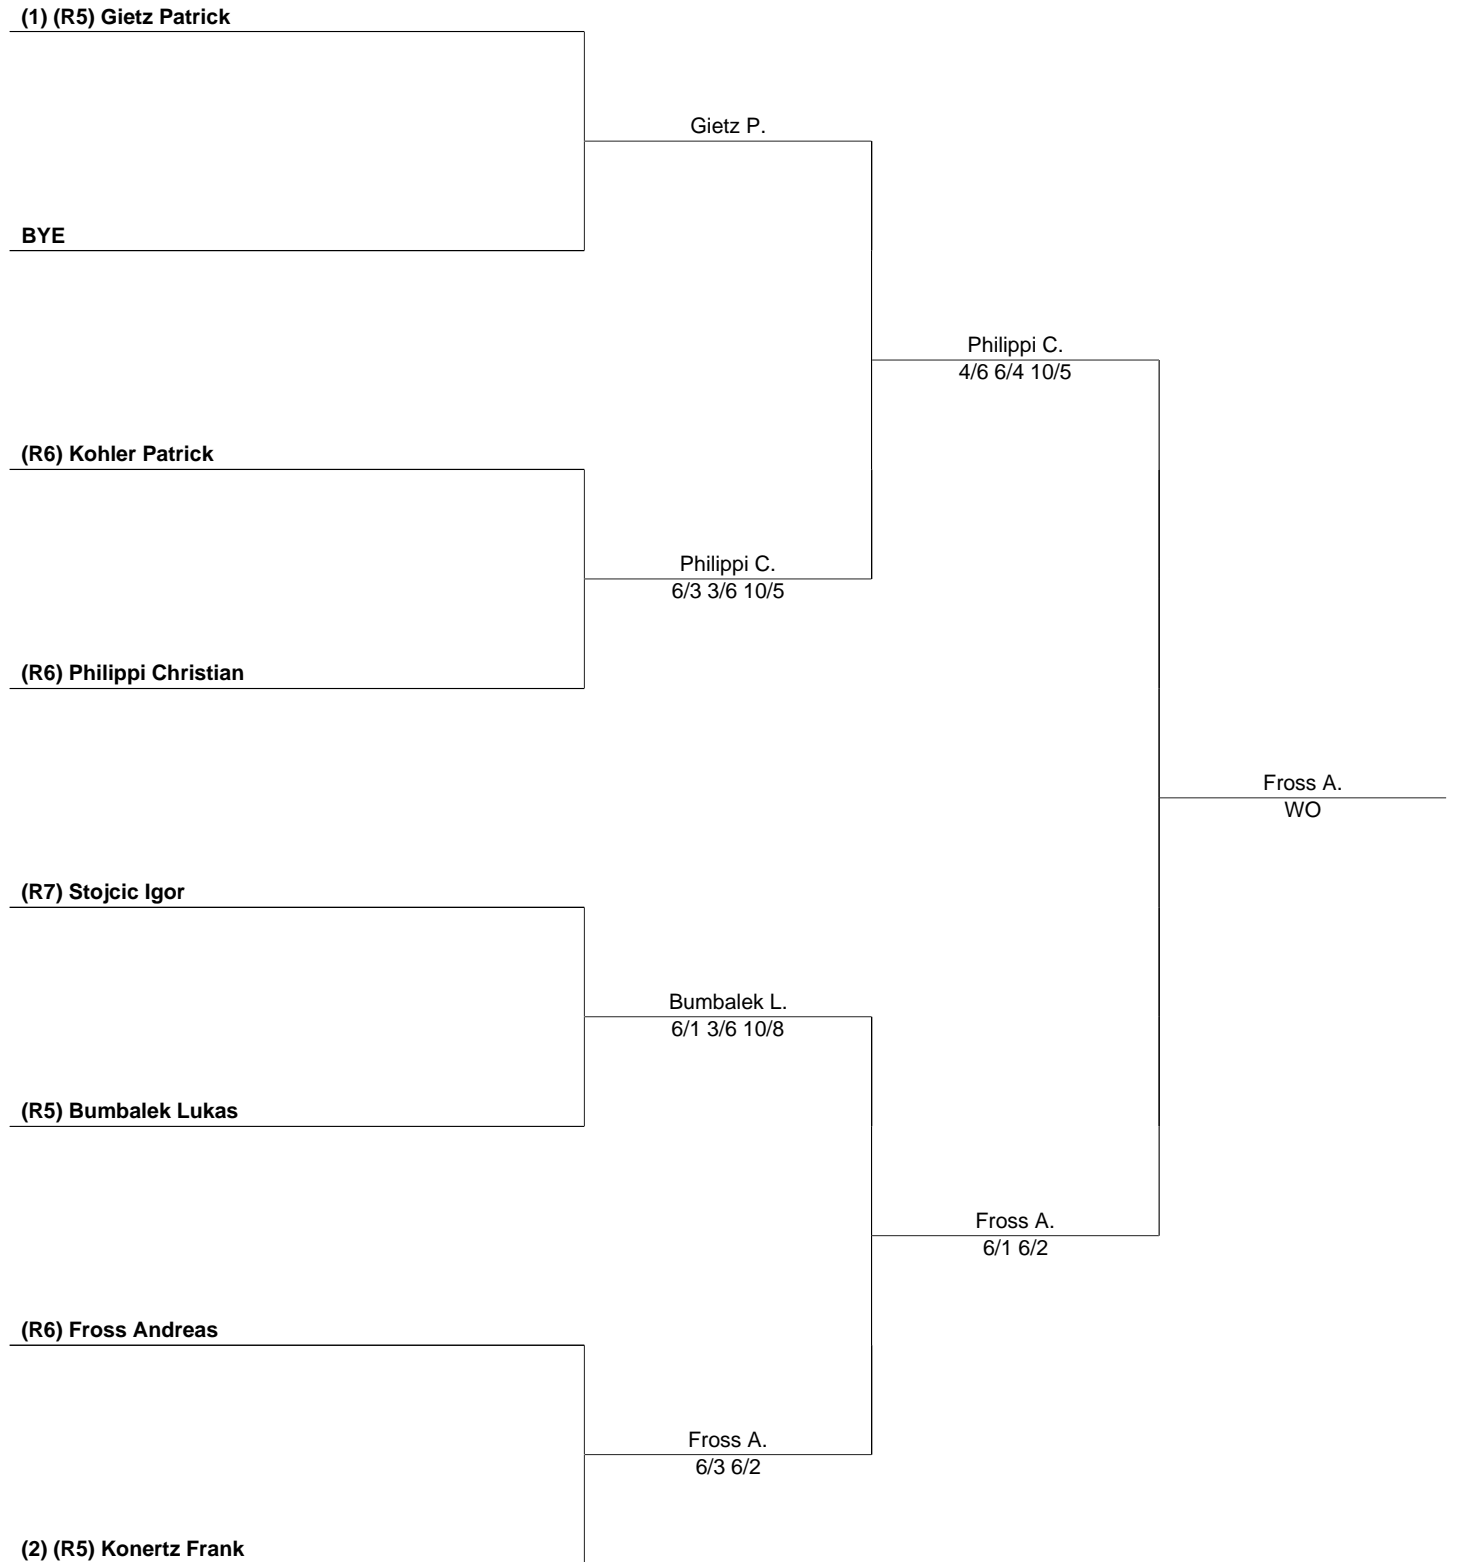 (1) (R5) Gietz Patrick
Gietz P.
BYE
Philippi C.
4/6 6/4 10/5
(R6) Kohler Patrick
Philippi C.
6/3 3/6 10/5
(R6) Philippi Christian
Fross A.
WO
(R7) Stojcic Igor
Bumbalek L.
6/1 3/6 10/8
(R5) Bumbalek Lukas
Fross A.
6/1 6/2
(R6) Fross Andreas
Fross A.
6/3 6/2
(2) (R5) Konertz Frank